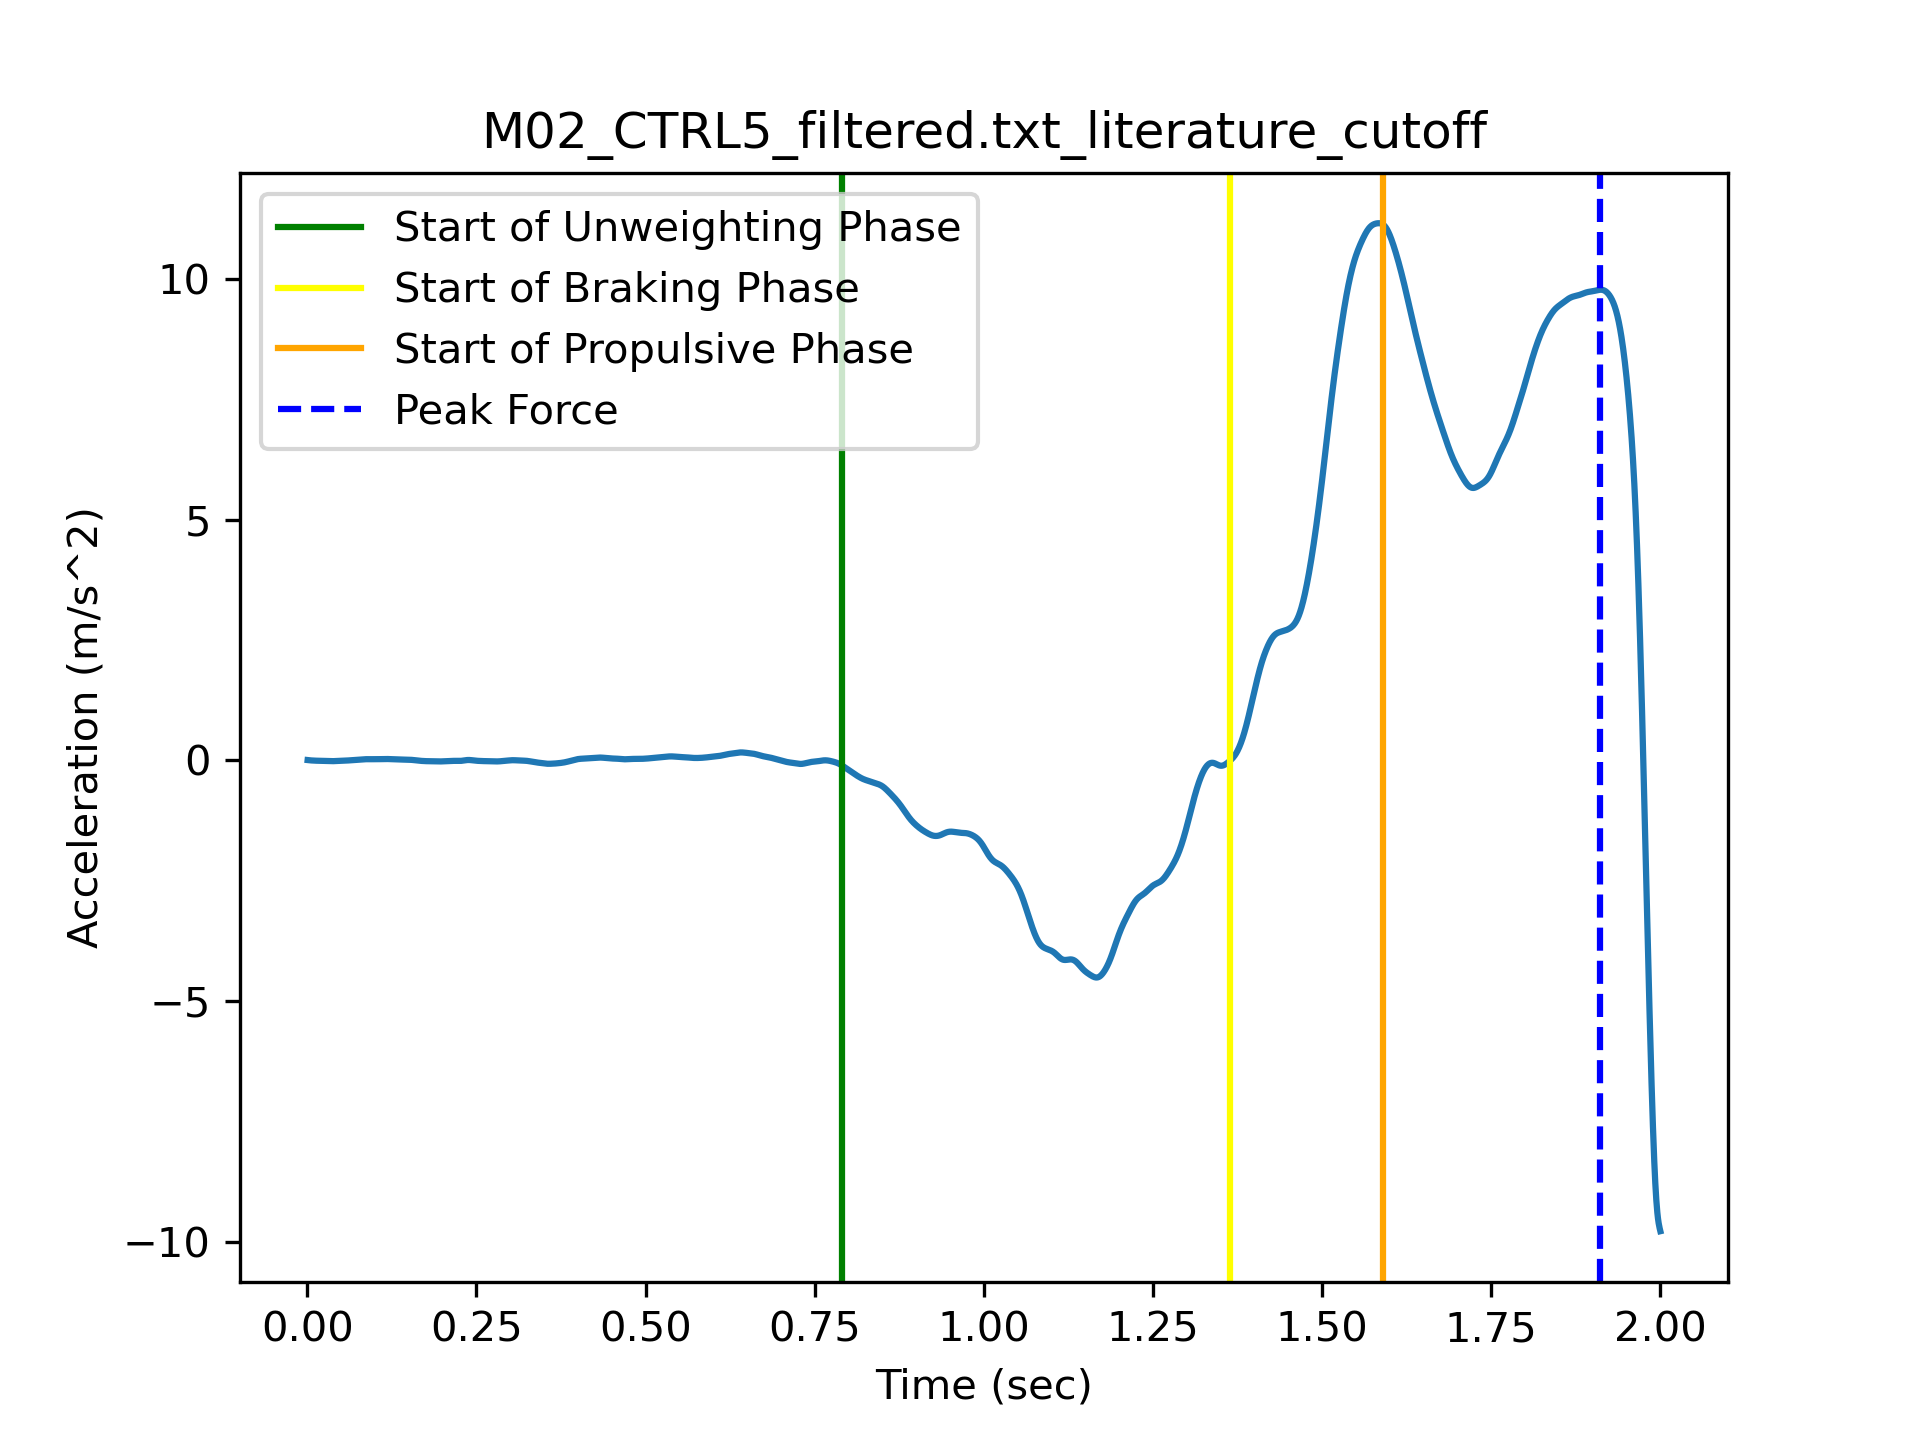 M02_CTRL5_filtered.txt_literature_cutoff
Start of Unweighting Phase
Start of Braking Phase
Start of Propulsive Phase
Peak Force
10
5
0
−5
−10
Acceleration (m/s^2)
0.00 0.25 0.50 0.75 1.00 1.25 1.50 1.75 2.00
Time (sec)